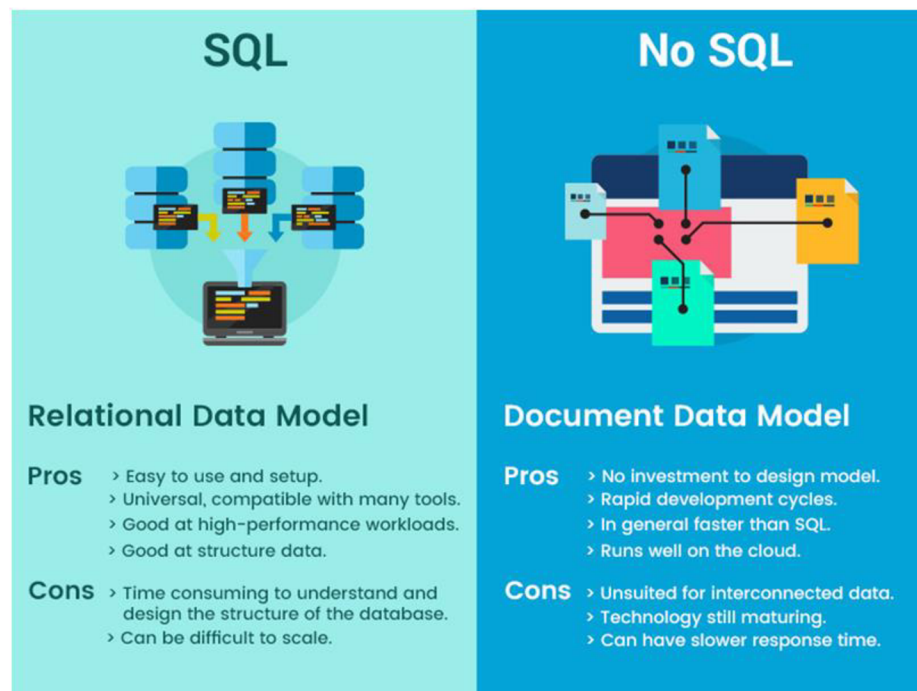 SQL
Relational Data Model
Pros
> Easy to use and setup.
> Universal, compatible with many tools.
> Good at high-performance workloads.
> Good at structure data.
Cons
> Time consuming to understand and
design the structure of the database.
> Can be difficult to scale.
No SQL
Document Data Model
Pros
> No investment to design model.
> Rapid development cycles.
> In general faster than SQL.
> Runs well on the cloud.
Cons
> Unsuited for interconnected data.
> Technology still maturing.
> Can have slower response time.